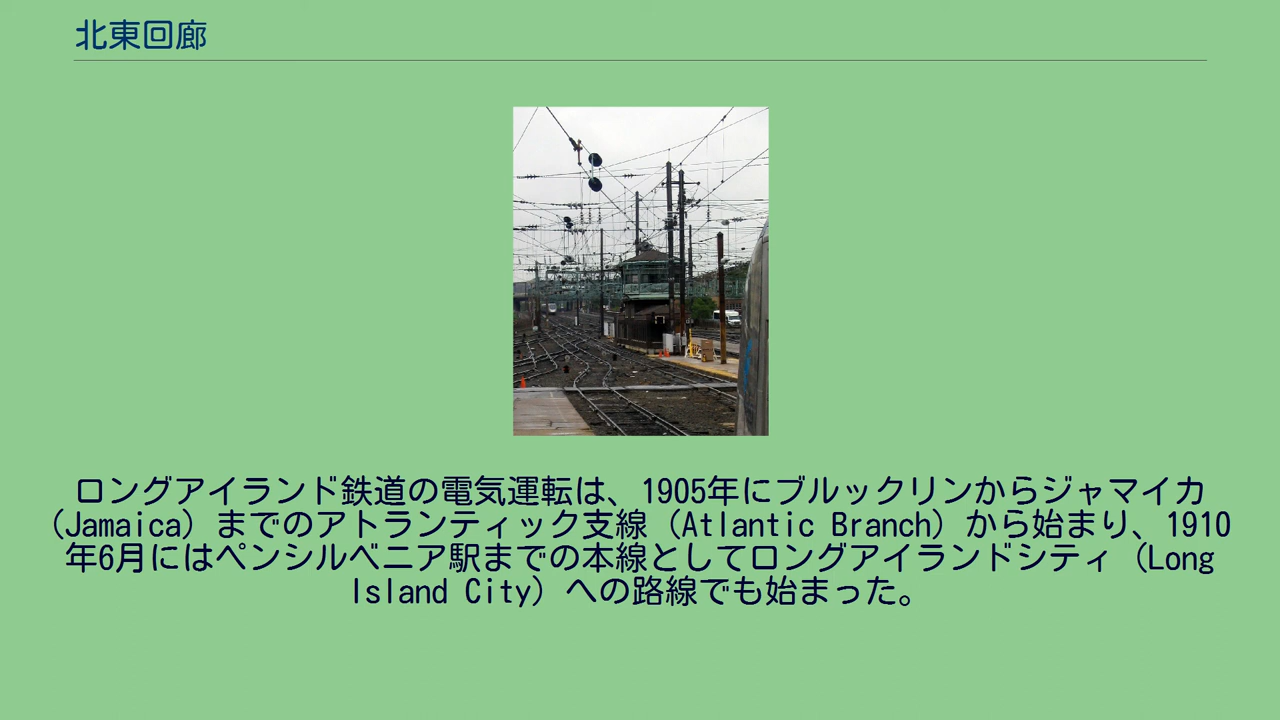 北東回廊
ロングアイランド鉄道の電気運転は、1905年にブルックリンからジャマイカ
（Jamaica）までのアトランティック支線（Atlantic Branch）から始まり、1910
年6月にはペンシルベニア駅までの本線としてロングアイランドシティ（Long
Island City）への路線でも始まった。